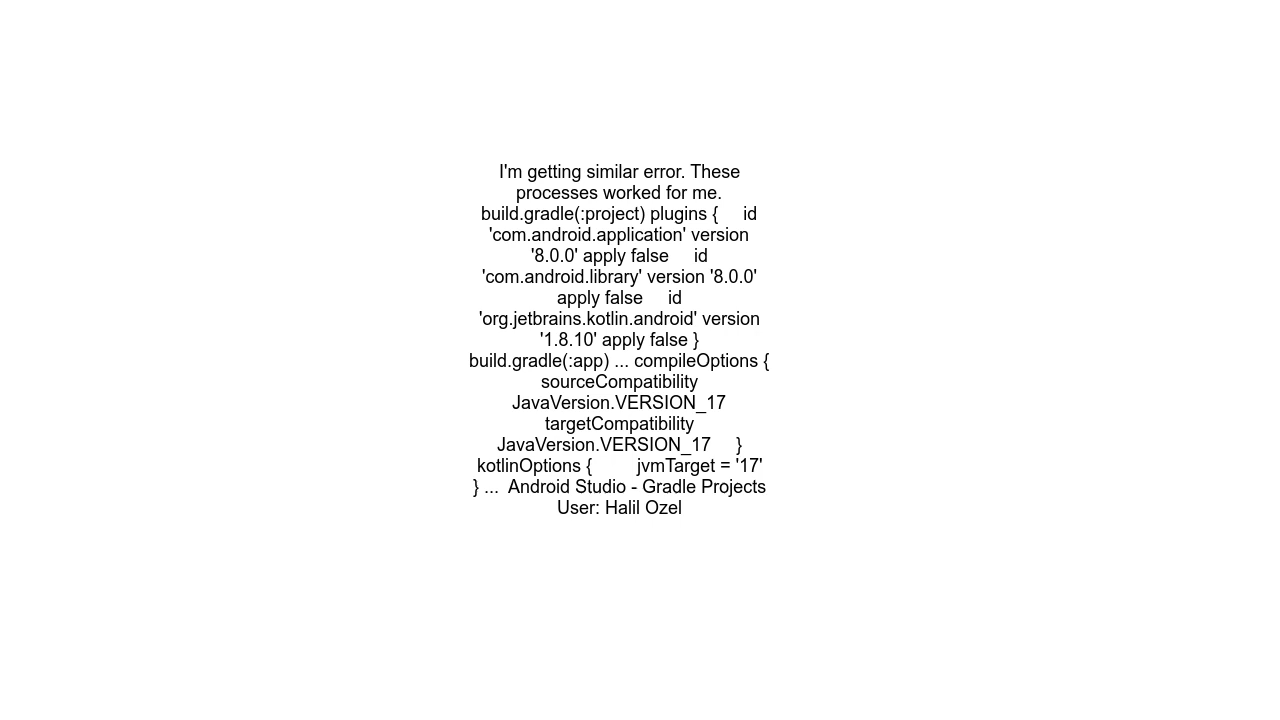 I'm getting similar error. These
processes worked for me.
build.gradle(:project) plugins {     id
'com.android.application' version
'8.0.0' apply false     id
'com.android.library' version '8.0.0'
apply false     id
'org.jetbrains.kotlin.android' version
'1.8.10' apply false }
build.gradle(:app) ... compileOptions {
sourceCompatibility
JavaVersion.VERSION_17
targetCompatibility
JavaVersion.VERSION_17     }
kotlinOptions {         jvmTarget = '17'
} ...  Android Studio - Gradle Projects
User: Halil Ozel